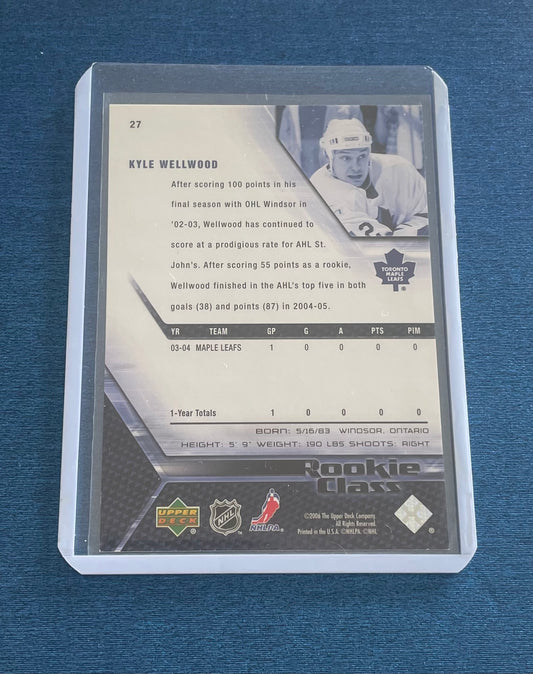 27
KYLE WELLWOOD
After scoring 100 points in his
final season with OHL Windsor in
'02-03, Wellwood has continued to
score at a prodigious rate for AHL St.
John's. After scoring 55 points as a rookie,
Wellwood finished in the AHL's top five in both
goals (38) and points (87) in 2004-05.
TORONTO
MAPLE
LEAFS
YR TEAM GP G A PTS PIM
03-04 MAPLE LEAFS 1 0 0 0 0
1-Year Totals 1 0 0 0 0
BORN: 5/16/83 WINDSOR, ONTARIO
HEIGHT: 5' 9" WEIGHT: 190 LBS SHOOTS: RIGHT
Rookie
Class
UPPER
DECK
NHL
NHLPA
©2006 The Upper Deck Company.
All Rights Reserved.
Printed in the U.S.A. ©NHLPA. ©NHL